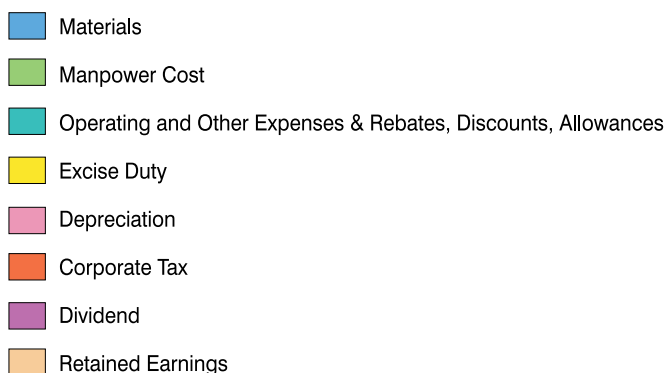 Materials
Manpower Cost
Operating and Other Expenses & Rebates, Discounts, Allowances
Excise Duty
Depreciation
Corporate Tax
Dividend
Retained Earnings